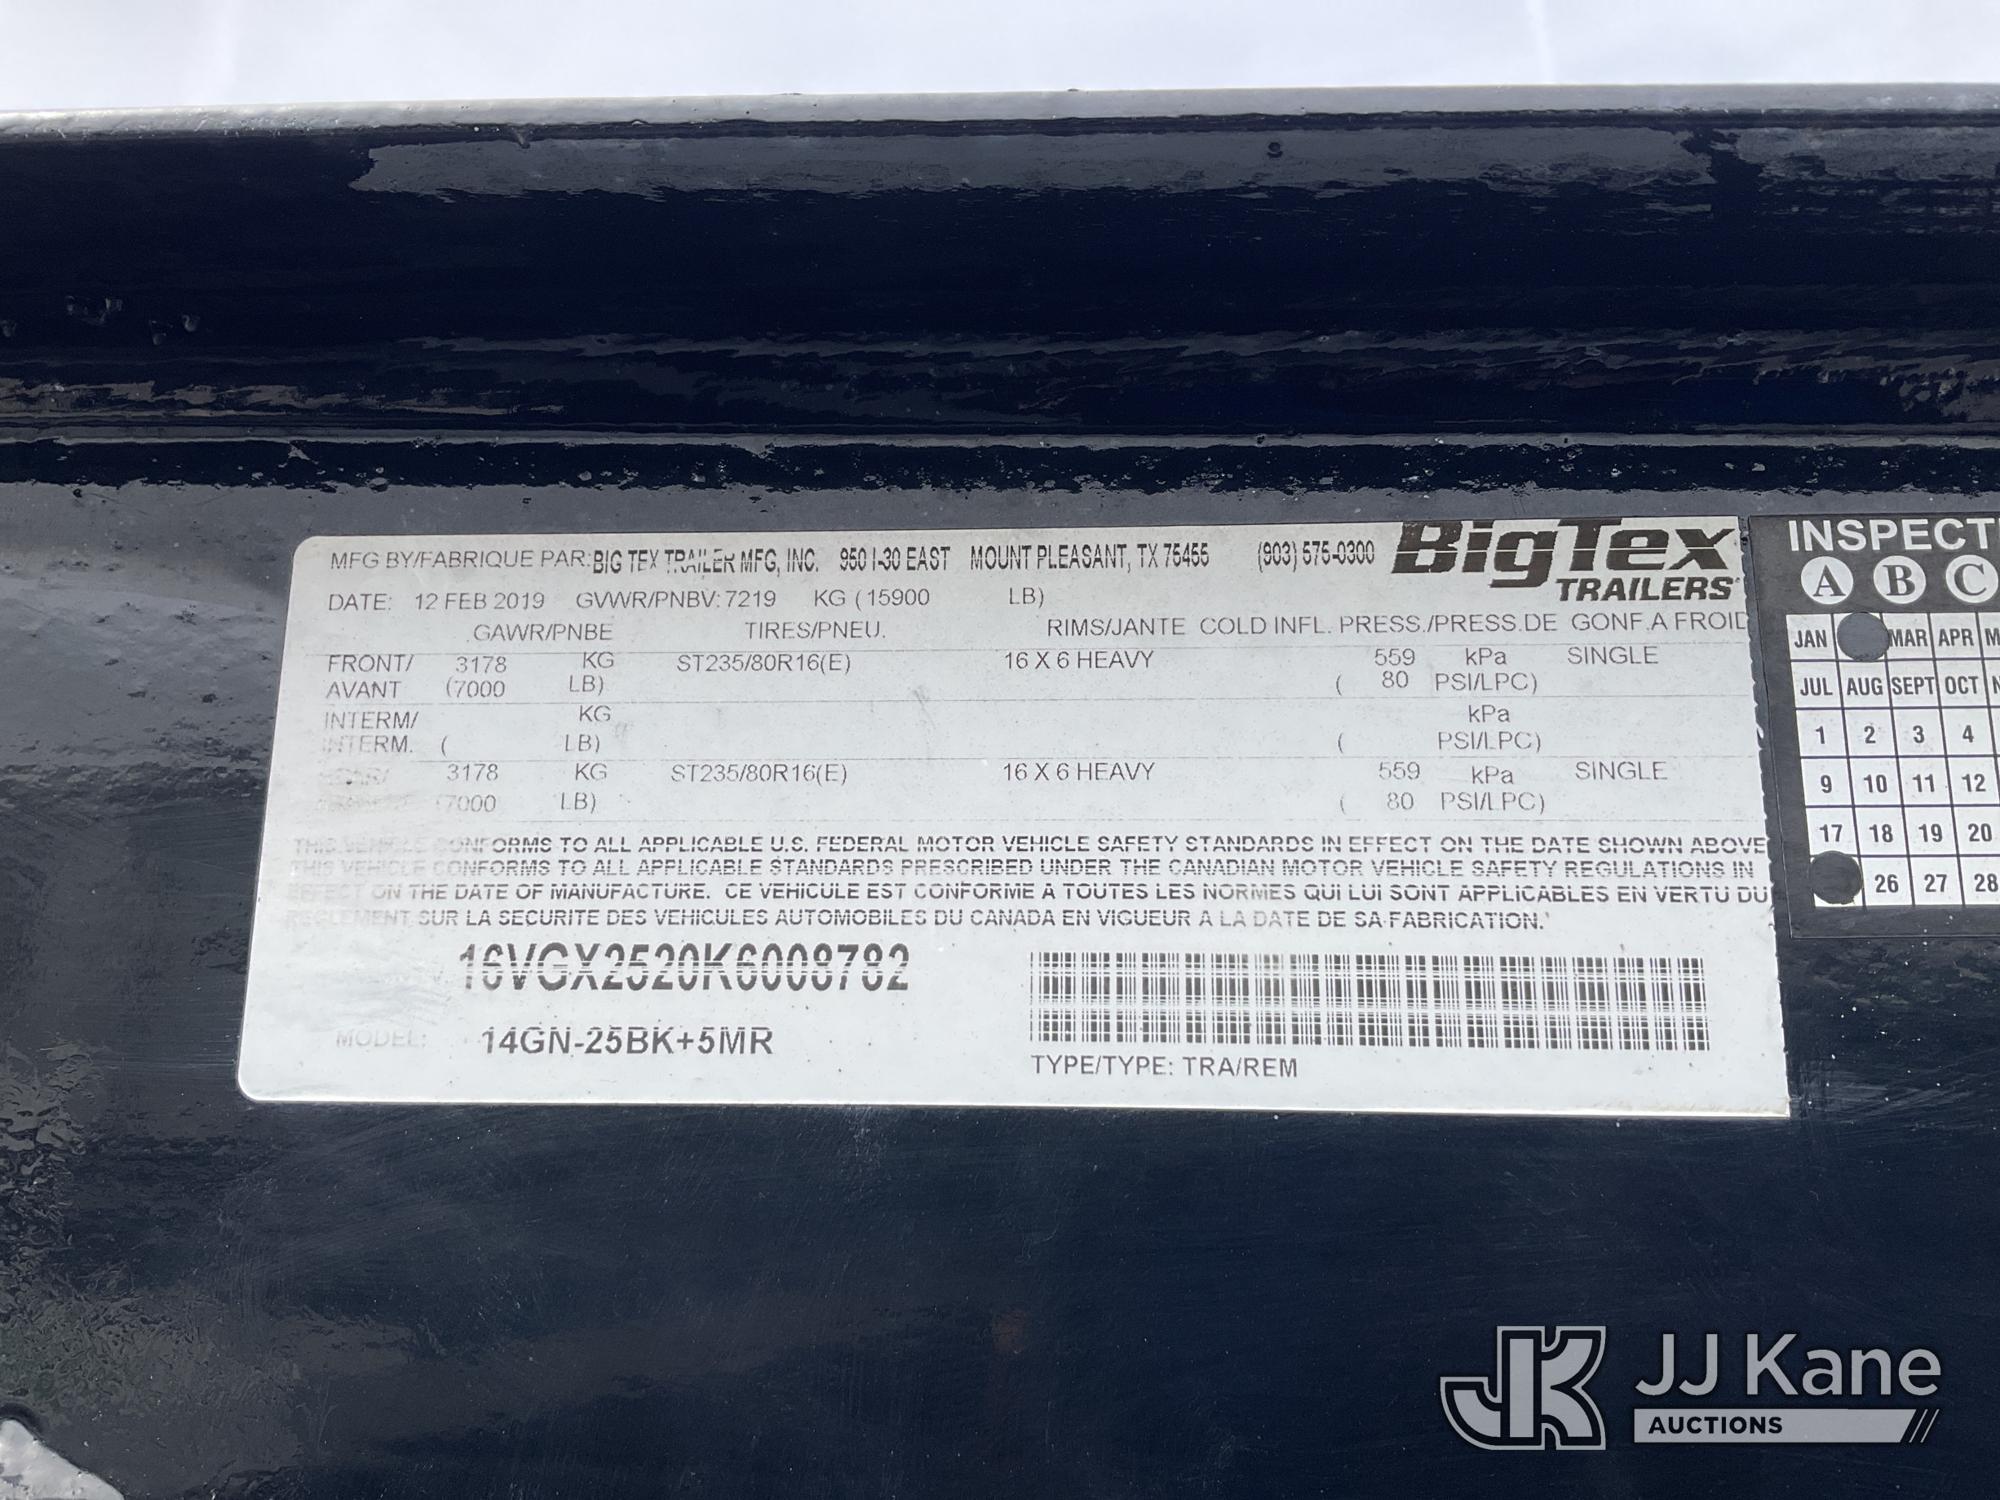 MFG BY/FABRIQUE PAR: BIG TEX TRAILER MFG, INC. 950 I-30 EAST MOUNT PLEASANT, TX 75455 (903) 575-0300 BigTex TRAILERS
DATE: 12 FEB 2019 GVWR/PNBV: 7219 KG (15900 LB)
GAWR/PNBE TIRES/PNEU. RIMS/JANTE COLD INFL. PRESS./PRESS.DE GONF.A FROID
FRONT/ 3178 KG ST235/80R16(E) 16 X 6 HEAVY 559 kPa SINGLE
AVANT (7000 LB) ( 80 PSI/LPC)
INTERM/ KG kPa
INTERM. ( LB) ( PSI/LPC)
3178 KG ST235/80R16(E) 16 X 6 HEAVY 559 kPa SINGLE
(7000 LB) ( 80 PSI/LPC)
THIS VEHICLE CONFORMS TO ALL APPLICABLE U.S. FEDERAL MOTOR VEHICLE SAFETY STANDARDS IN EFFECT ON THE DATE SHOWN ABOVE
THIS VEHICLE CONFORMS TO ALL APPLICABLE STANDARDS PRESCRIBED UNDER THE CANADIAN MOTOR VEHICLE SAFETY REGULATIONS IN
EFFECT ON THE DATE OF MANUFACTURE. CE VEHICULE EST CONFORME A TOUTES LES NORMES QUI LUI SONT APPLICABLES EN VERTU DU
REGLEMENT SUR LA SECURITE DES VEHICULES AUTOMOBILES DU CANADA EN VIGUEUR A LA DATE DE SA FABRICATION.
16VGX2520K6008782
MODEL: 14GN-25BK+5MR
TYPE/TYPE: TRA/REM
INSPECT
A B C
JAN MAR APR M
JUL AUG SEPT OCT N
1 2 3 4
9 10 11 12
17 18 19 20
26 27 28
JK JJ Kane
AUCTIONS